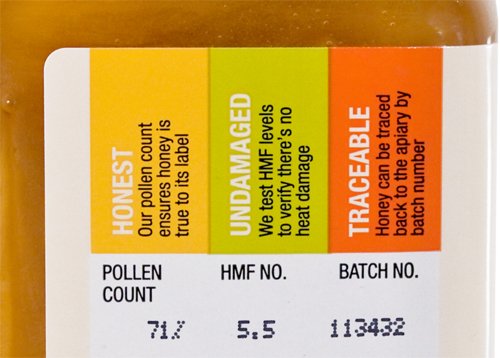 HONEST
Our pollen count
ensures honey is
true to its label
UNDAMAGED
We test HMF levels
to verify there's no
heat damage
TRACEABLE
Honey can be traced
back to the apiary by
batch number
POLLEN
COUNT
71%
HMF NO.
5.5
BATCH NO.
113432